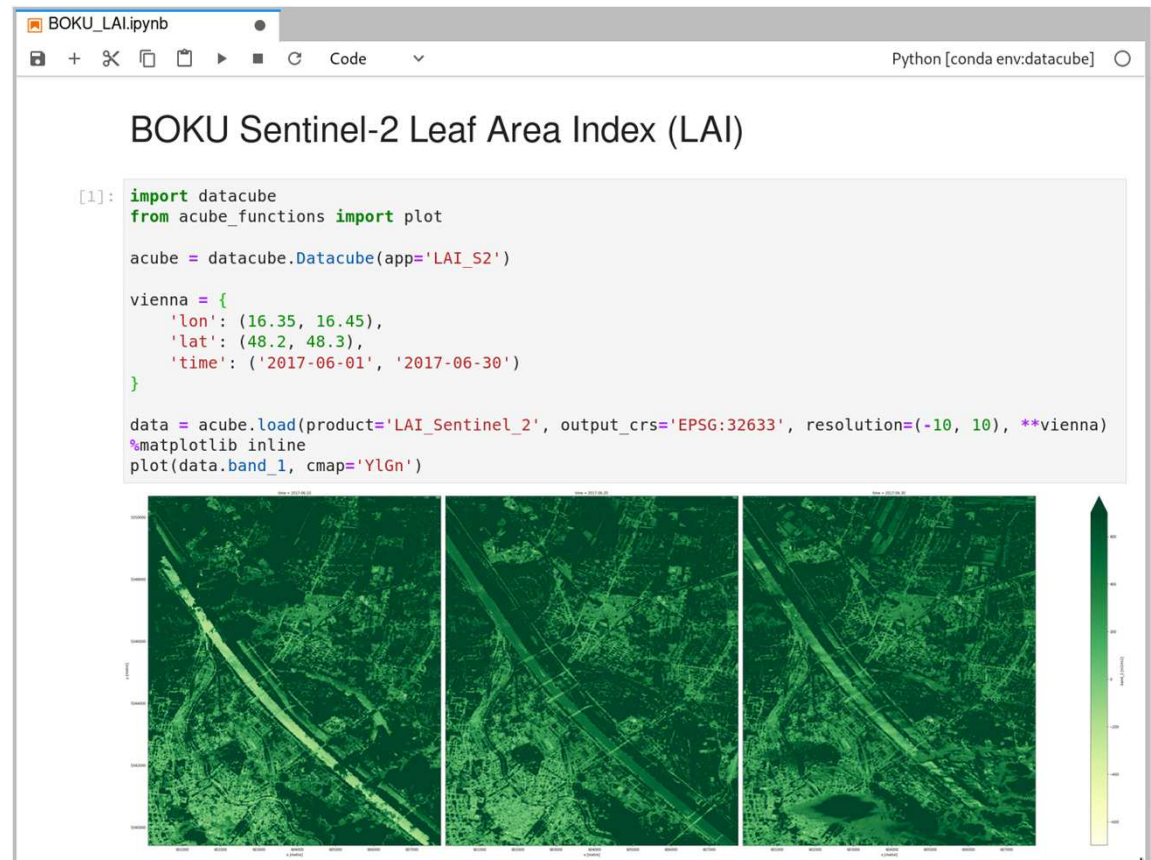 BOKU_LAI.ipynb
Code
Python [conda env:datacube]
BOKU Sentinel-2 Leaf Area Index (LAI)
[1]:
import datacube
from acube_functions import plot
acube = datacube.Datacube(app='LAI_S2')
vienna = {
'lon': (16.35, 16.45),
'lat': (48.2, 48.3),
'time': ('2017-06-01', '2017-06-30')
}
data = acube.load(product='LAI_Sentinel_2', output_crs='EPSG:32633', resolution=(-10, 10), **vienna)
%matplotlib inline
plot(data.band_1, cmap='YlGn')